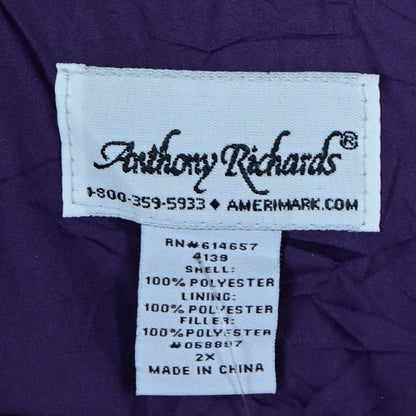 Anthony Richards®
1-800-359-5933 ♦ AMERIMARK.COM
RN#614657
4139
SHELL:
100% POLYESTER
LINING:
100% POLYESTER
FILLER:
100% POLYESTER
#058897
2X
MADE IN CHINA